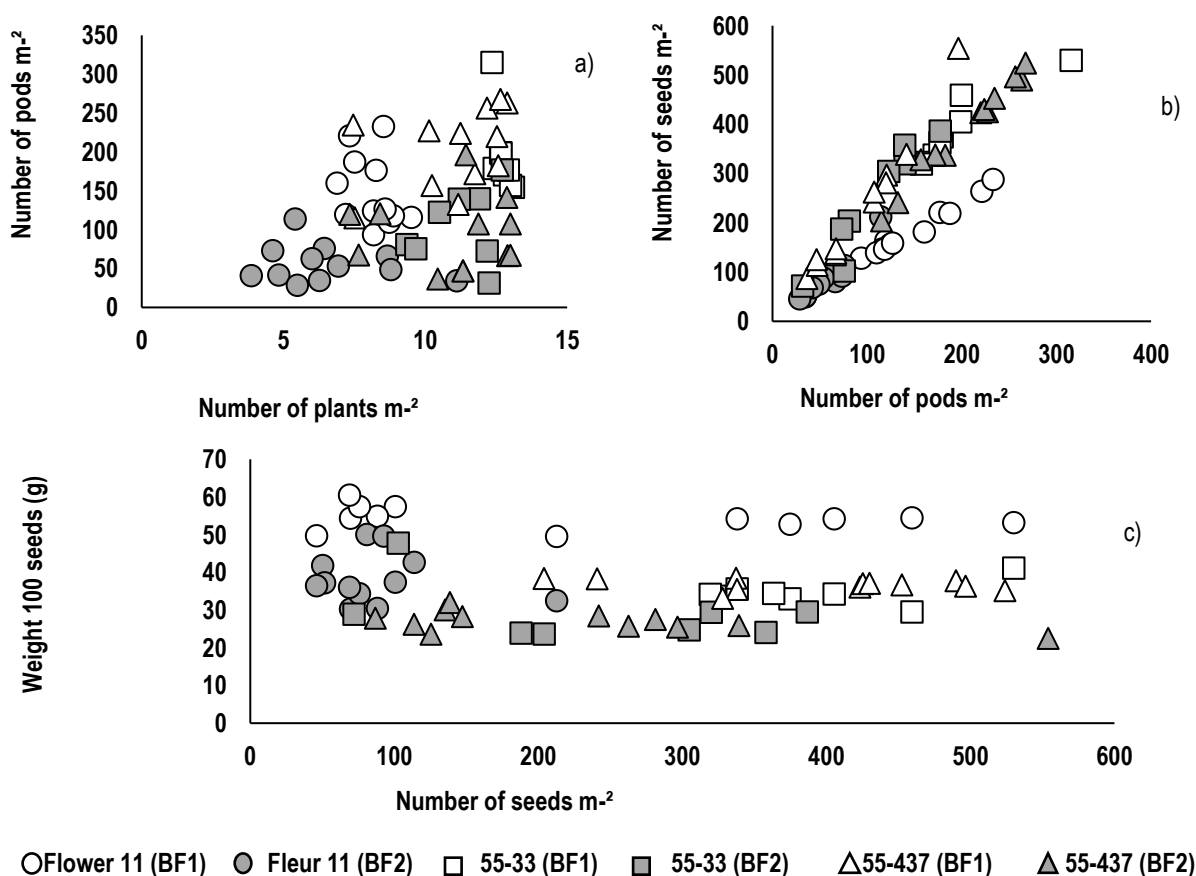 Number of pods m-²
350
300
250
200
150
100
50
0
0 5 10 15
Number of plants m-²
a)
Number of seeds m-²
600
500
400
300
200
100
0
0 100 200 300 400
Number of pods m-²
b)
Weight 100 seeds (g)
70
60
50
40
30
20
10
0
0 100 200 300 400 500 600
Number of seeds m-²
c)
Flower 11 (BF1) Fleur 11 (BF2) 55-33 (BF1) 55-33 (BF2) 55-437 (BF1) 55-437 (BF2)